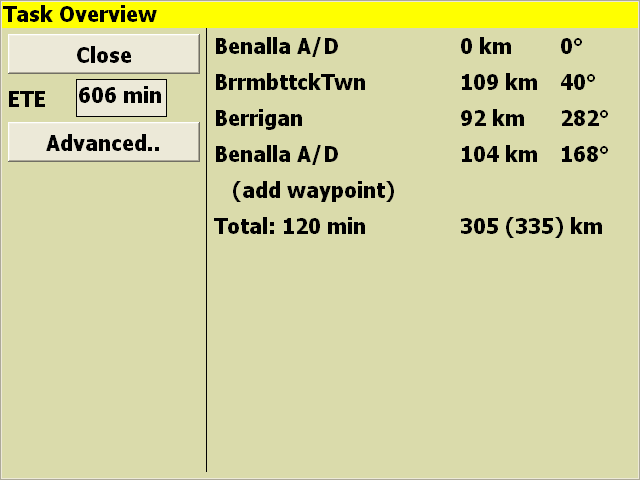 Task Overview
Close
ETE 606 min
Advanced..
Benalla A/D 0 km 0°
BrrmbttckTwn 109 km 40°
Berrigan 92 km 282°
Benalla A/D 104 km 168°
(add waypoint)
Total: 120 min 305 (335) km